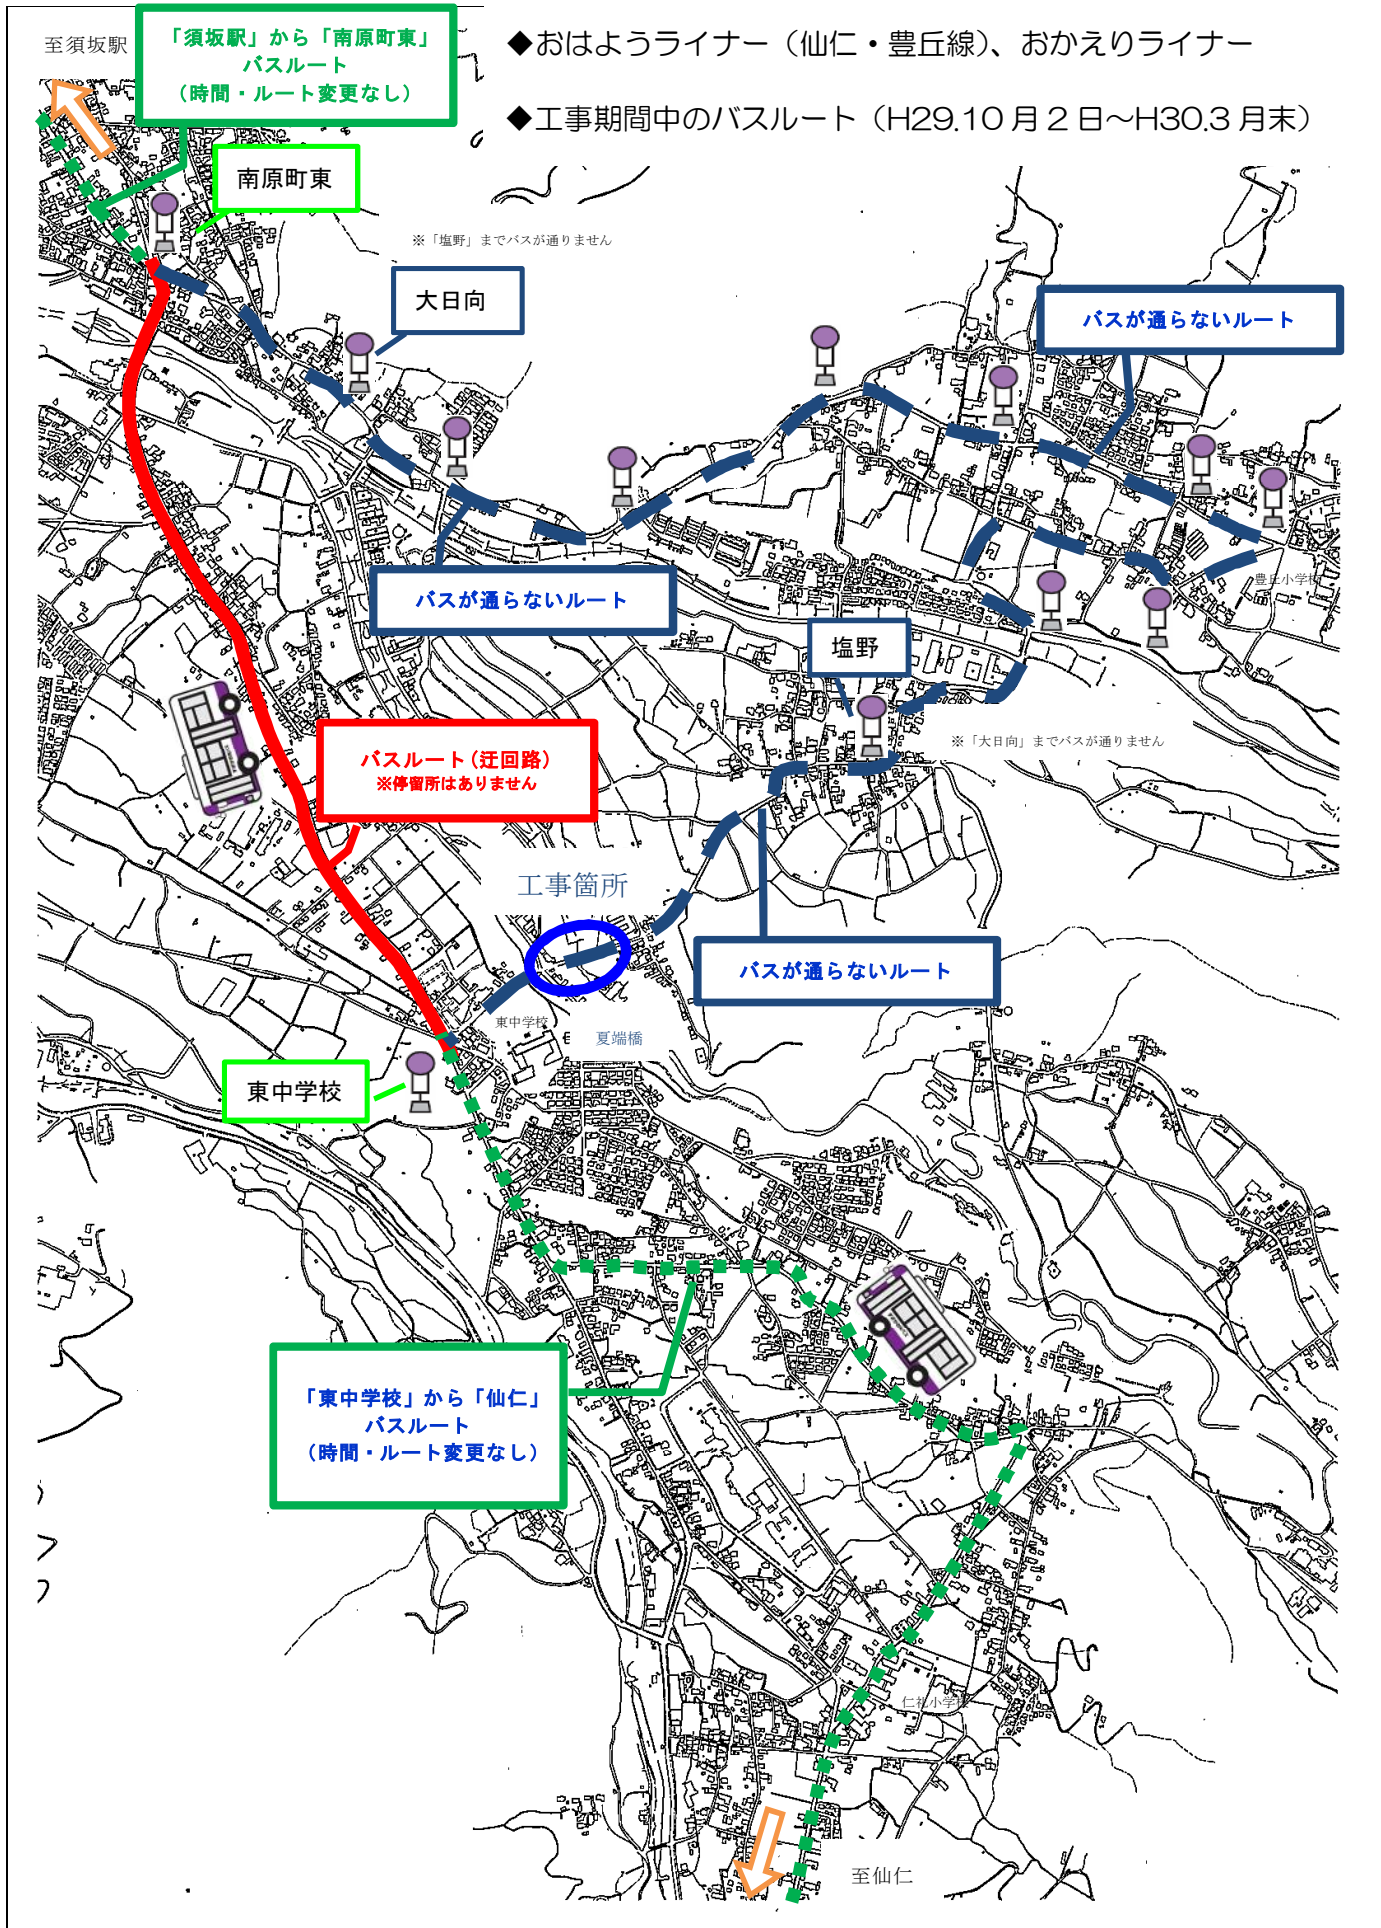 ◆おはようライナー（仙仁・豊丘線）、おかえりライナー
◆工事期間中のバスルート（H29.10月2日～H30.3月末）
至須坂駅
「須坂駅」から「南原町東」
バスルート
（時間・ルート変更なし）
南原町東
※「塩野」までバスが通りません
大日向
バスが通らないルート
バスが通らないルート
豊丘小学校
塩野
※「大日向」までバスが通りません
バスルート（迂回路）
※停留所はありません
工事箇所
バスが通らないルート
東中学校
夏端橋
東中学校
「東中学校」から「仙仁」
バスルート
（時間・ルート変更なし）
仁礼小学校
至仙仁